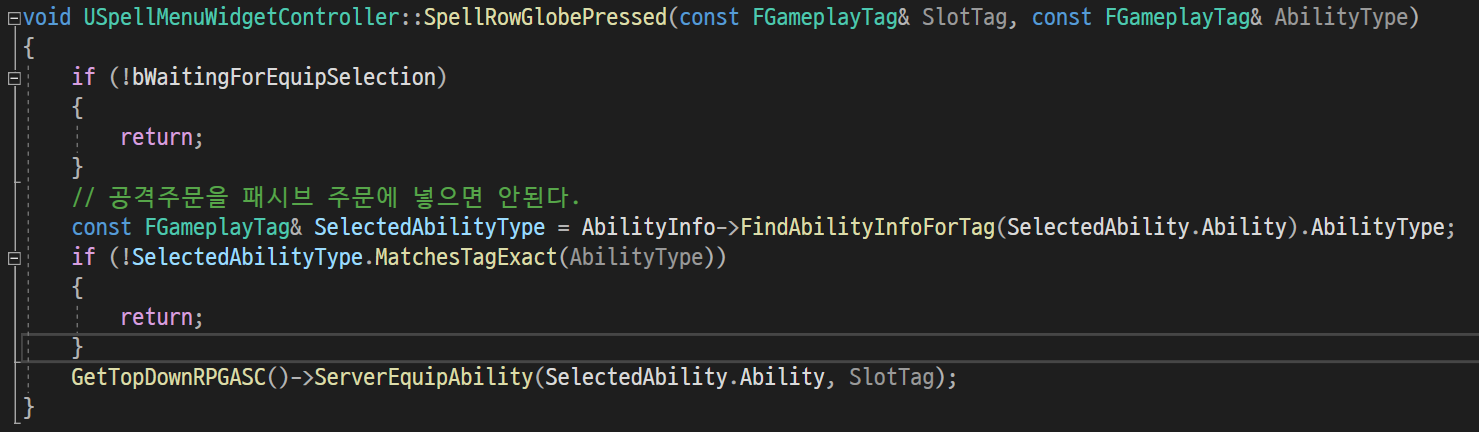 void USpellMenuWidgetController::SpellRowGlobePressed(const FGameplayTag& SlotTag, const FGameplayTag& AbilityType)
{
    if (!bWaitingForEquipSelection)
    {
        return;
    }
    // 공격주문을 패시브 주문에 넣으면 안된다.
    const FGameplayTag& SelectedAbilityType = AbilityInfo->FindAbilityInfoForTag(SelectedAbility.Ability).AbilityType;
    if (!SelectedAbilityType.MatchesTagExact(AbilityType))
    {
        return;
    }
    GetTopDownRPGASC()->ServerEquipAbility(SelectedAbility.Ability, SlotTag);
}